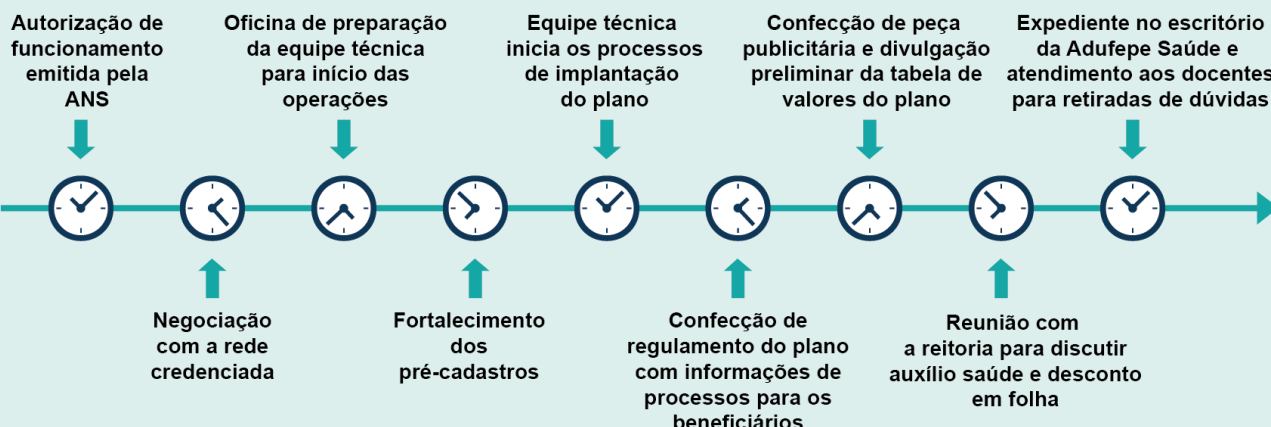 Autorização de
funcionamento
emitida pela
ANS
Negociação
com a rede
credenciada
Oficina de preparação
da equipe técnica
para início das
operações
Fortalecimento
dos
pré-cadastros
Equipe técnica
inicia os processos
de implantação
do plano
Confecção de
regulamento do plano
com informações de
processos para os
beneficiários
Confecção de peça
publicitária e divulgação
preliminar da tabela de
valores do plano
Reunião com
a reitoria para discutir
auxílio saúde e desconto
em folha
Expediente no escritório
da Adufepe Saúde e
atendimento aos docentes
para retiradas de dúvidas